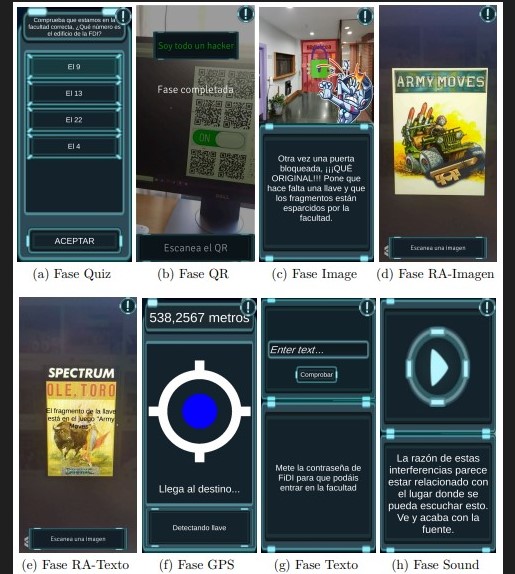 Comprueba que estamos en la
facultad correcta, ¿Qué número es
el edificio de la FDI?
El 9
El 13
El 22
El 4
ACEPTAR
(a) Fase Quiz
Soy todo un hacker
Fase completada
ON
Escanea el QR
(b) Fase QR
Otra vez una puerta
bloqueada, ¡¡¡QUÉ
ORIGINAL!!! Pone que
hace falta una llave y que
los fragmentos están
esparcidos por la
facultad.
(c) Fase Image
ARMY MOVES
Escanea una Imagen
(d) Fase RA-Imagen
SPECTRUM
OLE, TORO
El fragmento de la llave
está en el juego "Army
Moves"
Escanea una Imagen
(e) Fase RA-Texto
538,2567 metros
Llega al destino...
Detectando llave
(f) Fase GPS
Enter text...
Comprobar
Mete la contraseña de
FiDI para que podáis
entrar en la facultad
(g) Fase Texto
La razón de estas
interferencias parece
estar relacionado con
el lugar donde se
pueda escuchar esto.
Ve y acaba con la
fuente.
(h) Fase Sound